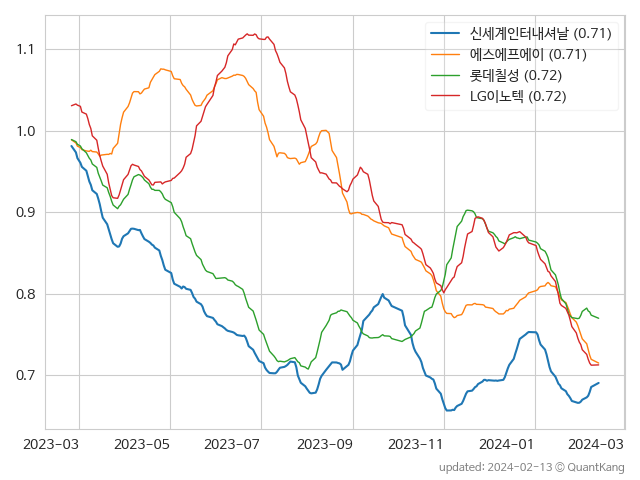 신세계인터내셔날 (0.71)
에스에프에이 (0.71)
롯데칠성 (0.72)
LG이노텍 (0.72)
1.1
1.0
0.9
0.8
0.7
2023-03 2023-05 2023-07 2023-09 2023-11 2024-01 2024-03
updated: 2024-02-13 © QuantKang